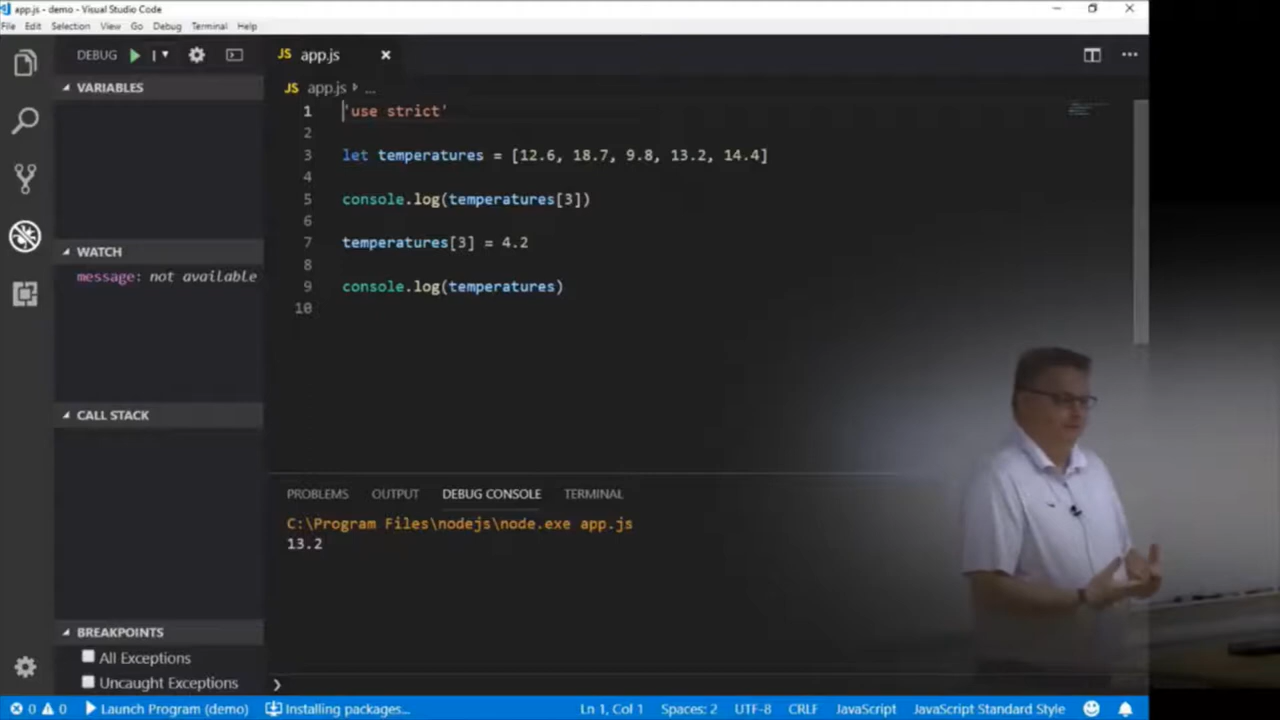 app.js - demo - Visual Studio Code
File Edit Selection View Go Debug Terminal Help
DEBUG
JS app.js
VARIABLES
JS app.js ...
1 'use strict'
2
3 let temperatures = [12.6, 18.7, 9.8, 13.2, 14.4]
4
5 console.log(temperatures[3])
6
7 temperatures[3] = 4.2
8
9 console.log(temperatures)
10
WATCH
message: not available
CALL STACK
PROBLEMS OUTPUT DEBUG CONSOLE TERMINAL
C:\Program Files\nodejs\node.exe app.js
13.2
BREAKPOINTS
All Exceptions
Uncaught Exceptions
0 0 Launch Program (demo) Installing packages... Ln 1, Col 1 Spaces: 2 UTF-8 CRLF JavaScript JavaScript Standard Style